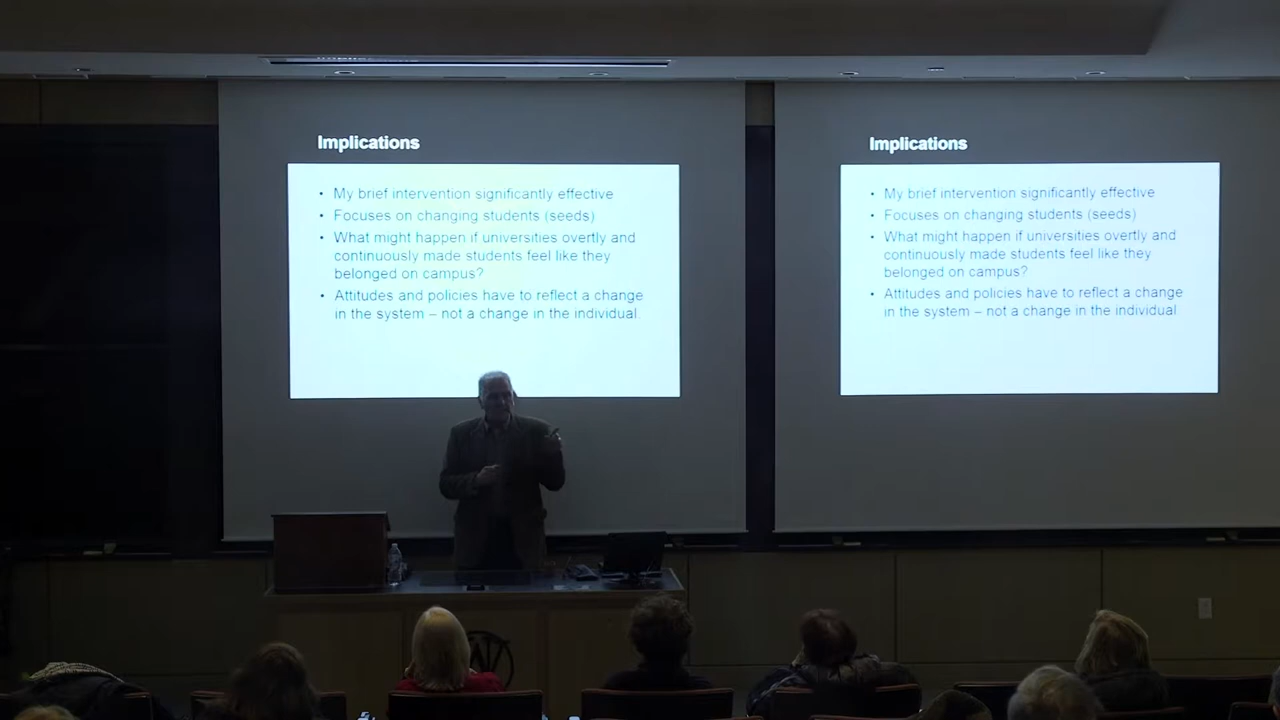 Implications
• My brief intervention significantly effective
• Focuses on changing students (seeds)
• What might happen if universities overtly and
continuously made students feel like they
belonged on campus?
• Attitudes and policies have to reflect a change
in the system – not a change in the individual
Implications
• My brief intervention significantly effective
• Focuses on changing students (seeds)
• What might happen if universities overtly and
continuously made students feel like they
belonged on campus?
• Attitudes and policies have to reflect a change
in the system – not a change in the individual